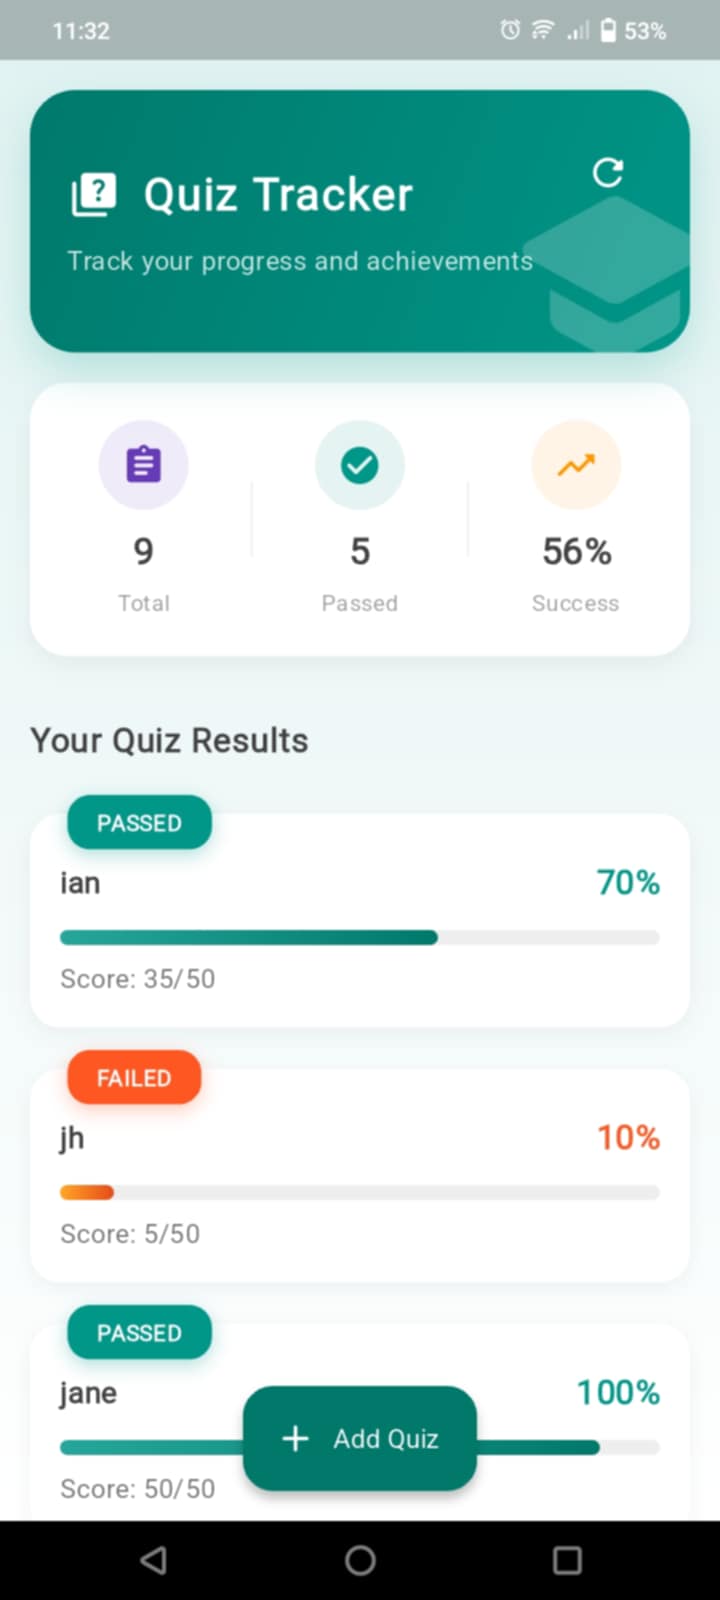 11:32 53%
Quiz Tracker
Track your progress and achievements
9 5 56%
Total Passed Success
Your Quiz Results
PASSED
ian 70%
Score: 35/50
FAILED
jh 10%
Score: 5/50
PASSED
jane 100%
Add Quiz
Score: 50/50